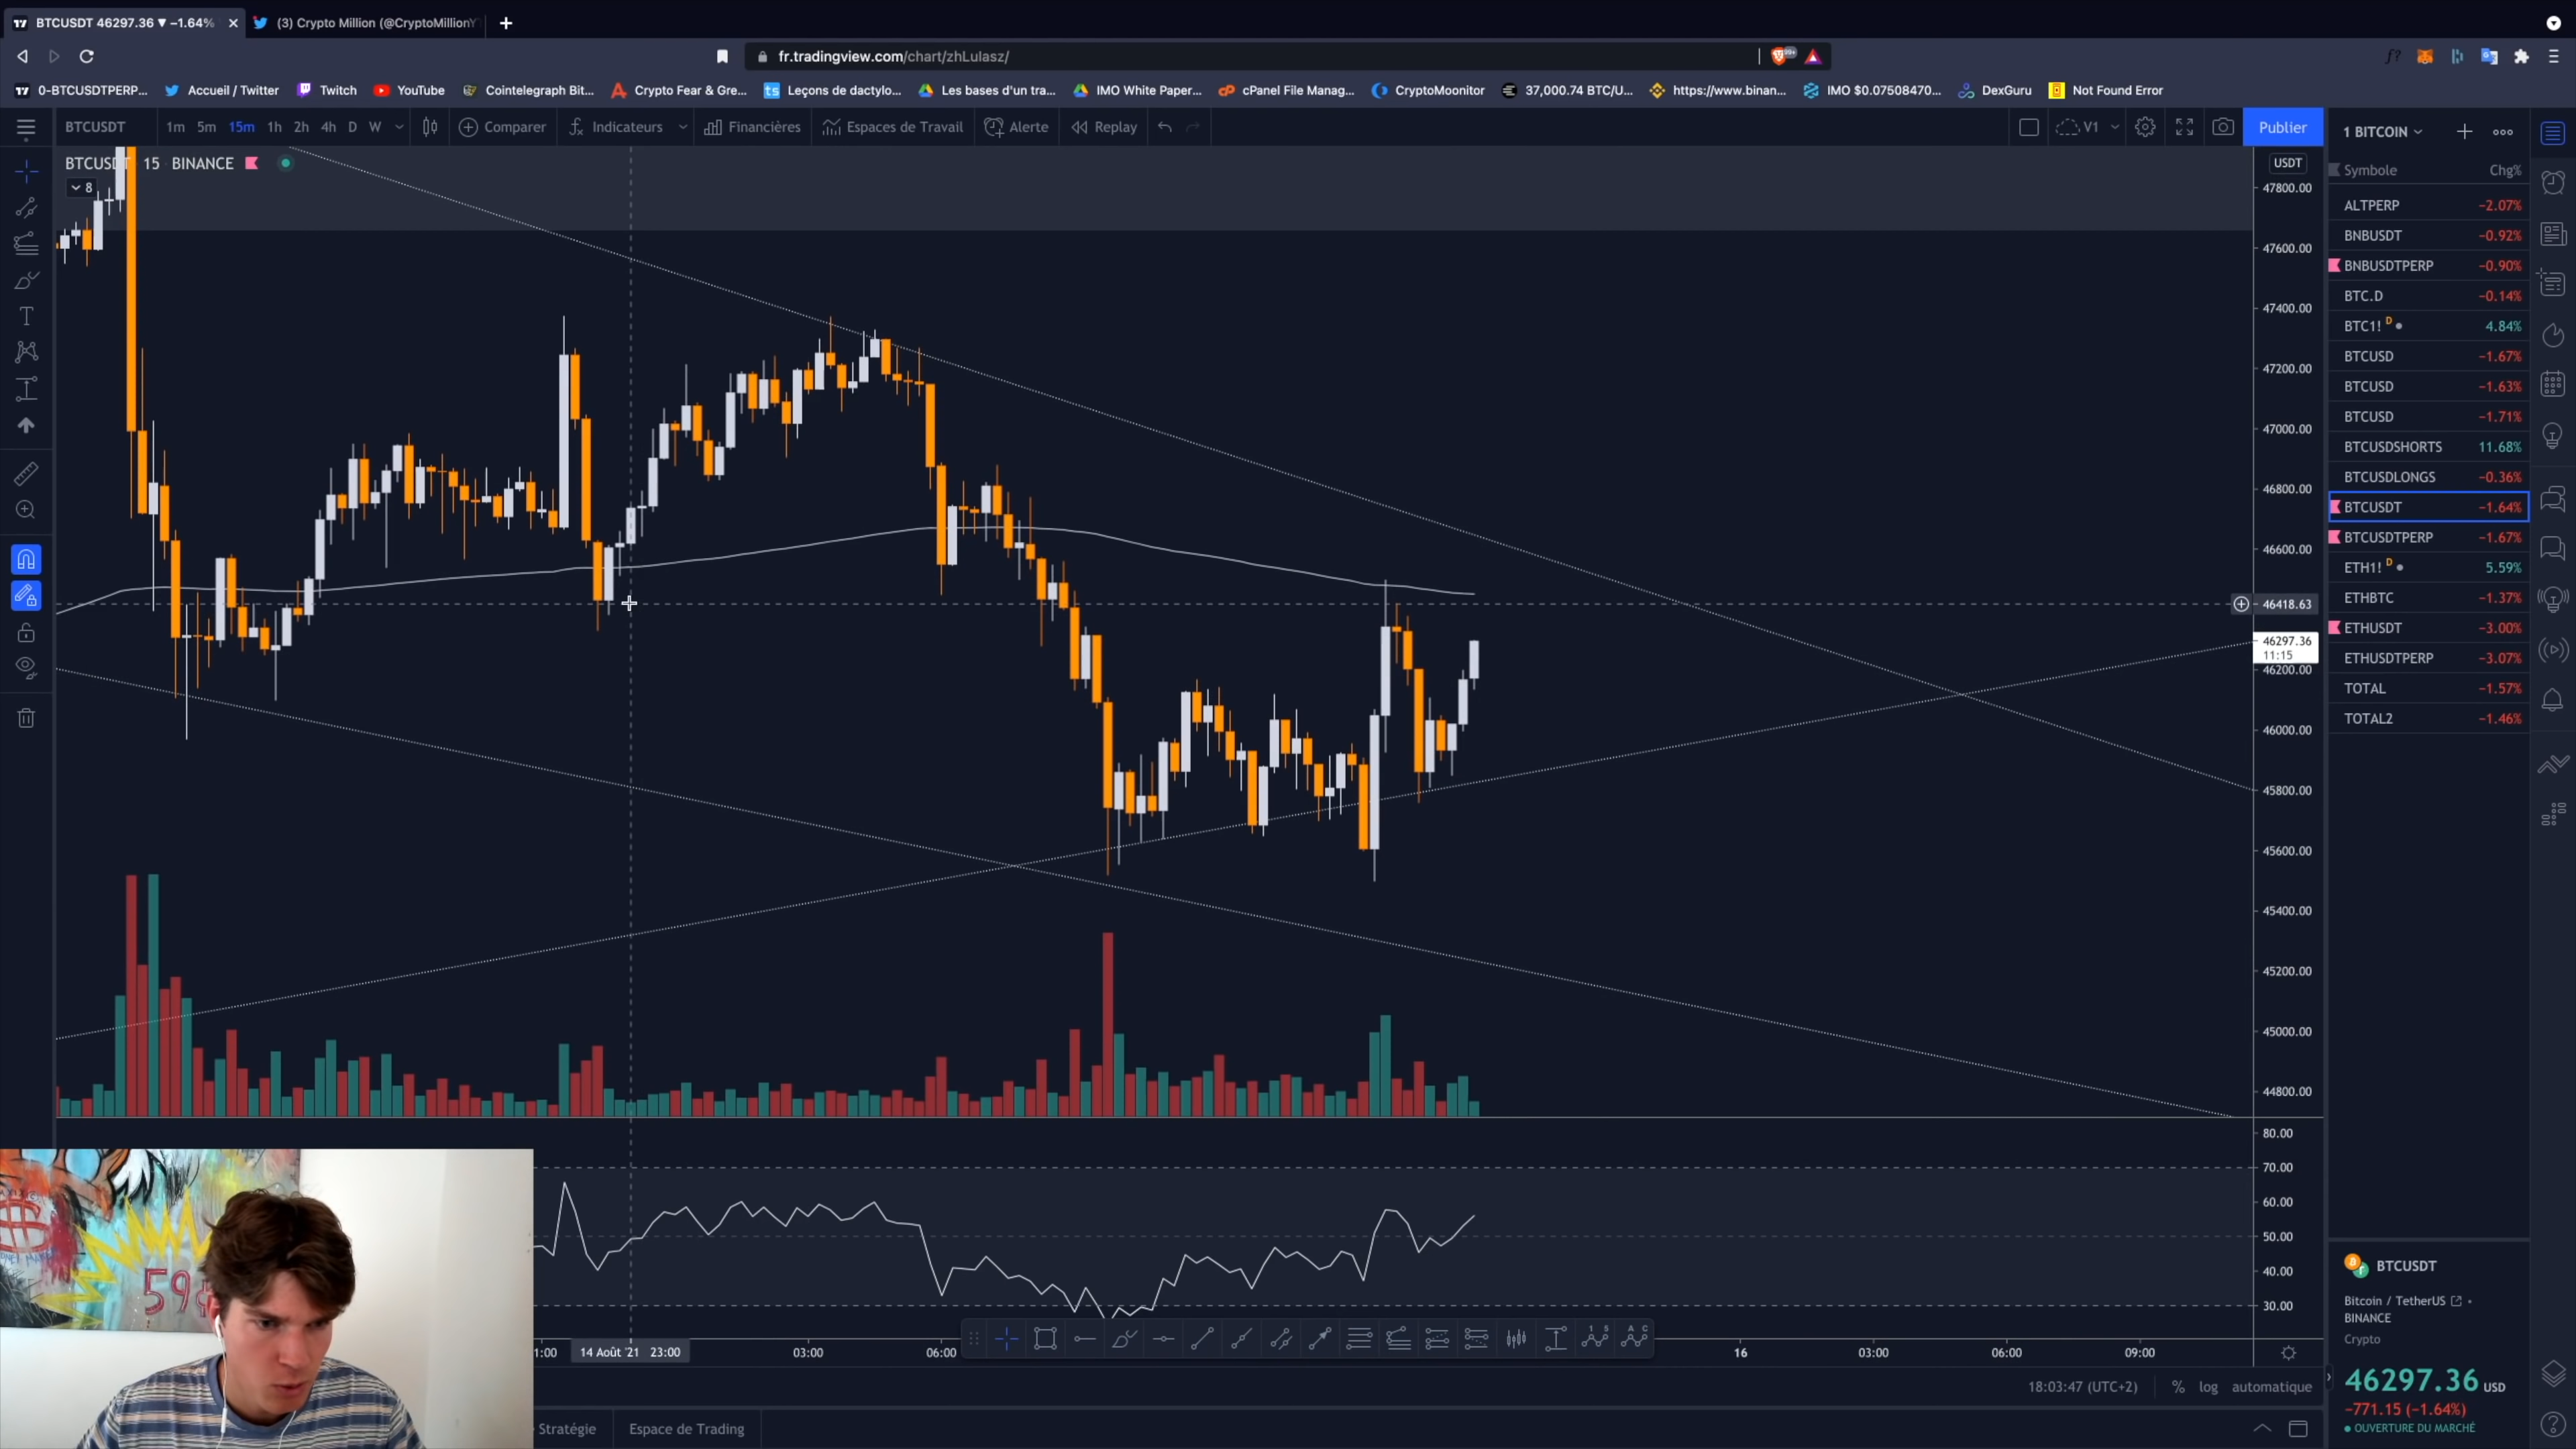 BTCUSDT 46297.36 ▼ −1.64%
(3) Crypto Million (@CryptoMillionY
fr.tradingview.com/chart/zhLulasz/
99+
0-BTCUSDTPERP...
Accueil / Twitter
Twitch
YouTube
Cointelegraph Bit...
Crypto Fear & Gre...
Leçons de dactylo...
Les bases d'un tra...
IMO White Paper...
cPanel File Manag...
CryptoMoonitor
37,000.74 BTC/U...
https://www.binan...
IMO $0.07508470...
DexGuru
Not Found Error
BTCUSDT
1m 5m 15m 1h 2h 4h D W
Comparer
Indicateurs
Financières
Espaces de Travail
Alerte
Replay
V1
Publier
BTCUSDT 15 BINANCE
8
USDT
47800.00
47600.00
47400.00
47200.00
47000.00
46800.00
46600.00
46418.63
46297.36
11:15
46200.00
46000.00
45800.00
45600.00
45400.00
45200.00
45000.00
44800.00
80.00
70.00
60.00
50.00
40.00
30.00
1:00
14 Août '21 23:00
03:00
06:00
16
03:00
06:00
09:00
18:03:47 (UTC+2)
% log automatique
Stratégie
Espace de Trading
59¢
1 BITCOIN
Symbole Chg%
ALTPERP −2.07%
BNBUSDT −0.92%
BNBUSDTPERP −0.90%
BTC.D −0.14%
BTC1! D 4.84%
BTCUSD −1.67%
BTCUSD −1.63%
BTCUSD −1.71%
BTCUSDSHORTS 11.68%
BTCUSDLONGS −0.36%
BTCUSDT −1.64%
BTCUSDTPERP −1.67%
ETH1! D 5.59%
ETHBTC −1.37%
ETHUSDT −3.00%
ETHUSDTPERP −3.07%
TOTAL −1.57%
TOTAL2 −1.46%
BTCUSDT
Bitcoin / TetherUS
BINANCE
Crypto
46297.36 USD
−771.15 (−1.64%)
OUVERTURE DU MARCHÉ